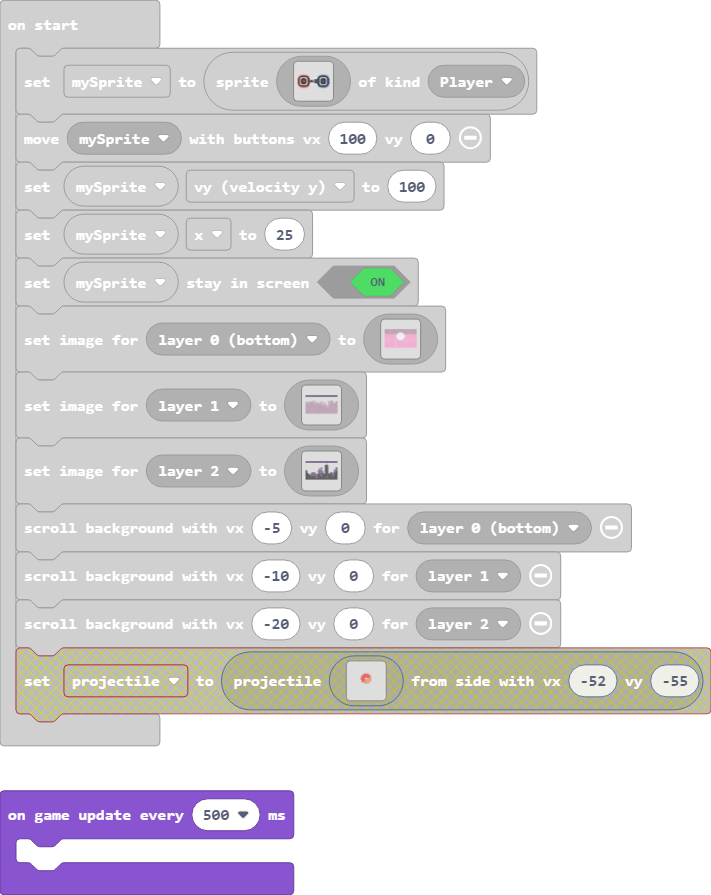 on start
set mySprite to sprite of kind Player
move mySprite with buttons vx 100 vy 0
set mySprite vy (velocity y) to 100
set mySprite x to 25
set mySprite stay in screen ON
set image for layer 0 (bottom) to
set image for layer 1 to
set image for layer 2 to
scroll background with vx -5 vy 0 for layer 0 (bottom)
scroll background with vx -10 vy 0 for layer 1
scroll background with vx -20 vy 0 for layer 2
set projectile to projectile from side with vx -52 vy -55
on game update every 500 ms